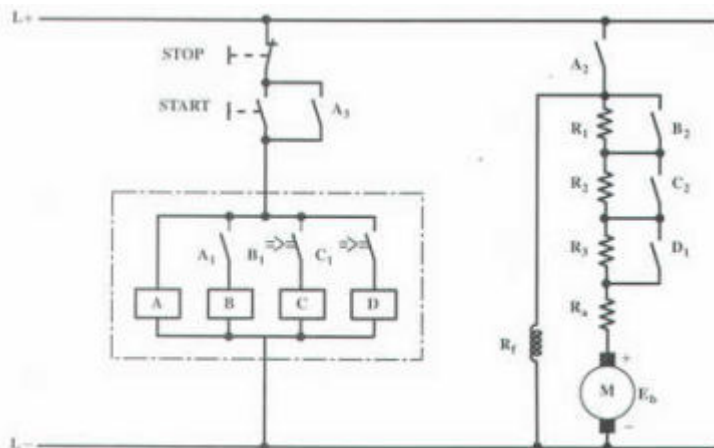 L+
STOP
START
A3
A1
B1
C1
A
B
C
D
L-
A2
R1
B2
R2
C2
R3
D1
Ra
Rf
+
M
Eb
-